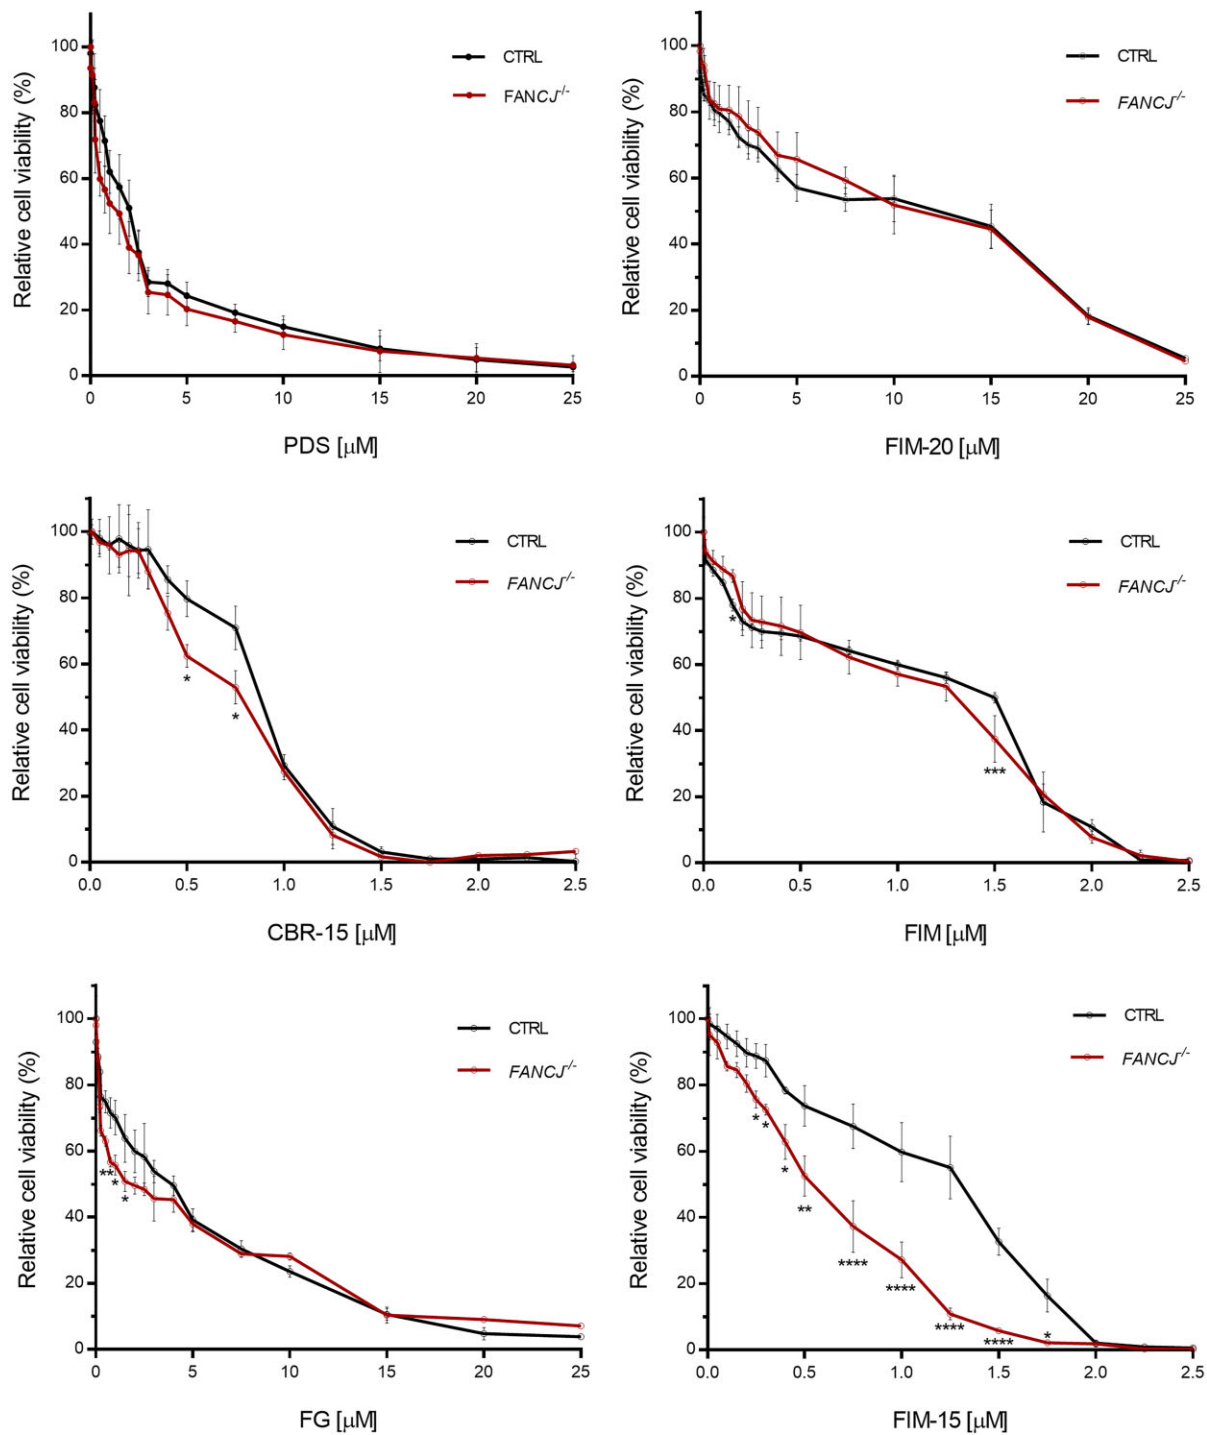 Relative cell viability (%)
100
80
60
40
20
0
CTRL
FANCJ-/-
0 5 10 15 20 25
PDS [μM]
Relative cell viability (%)
100
80
60
40
20
0
CTRL
FANCJ-/-
0 5 10 15 20 25
FIM-20 [μM]
Relative cell viability (%)
100
80
60
40
20
0
CTRL
FANCJ-/-
*
*
0.0 0.5 1.0 1.5 2.0 2.5
CBR-15 [μM]
Relative cell viability (%)
100
80
60
40
20
0
CTRL
FANCJ-/-
*
***
0.0 0.5 1.0 1.5 2.0 2.5
FIM [μM]
Relative cell viability (%)
100
80
60
40
20
0
CTRL
FANCJ-/-
**
*
*
0 5 10 15 20 25
FG [μM]
Relative cell viability (%)
100
80
60
40
20
0
CTRL
FANCJ-/-
*
*
*
**
****
****
****
****
*
0.0 0.5 1.0 1.5 2.0 2.5
FIM-15 [μM]